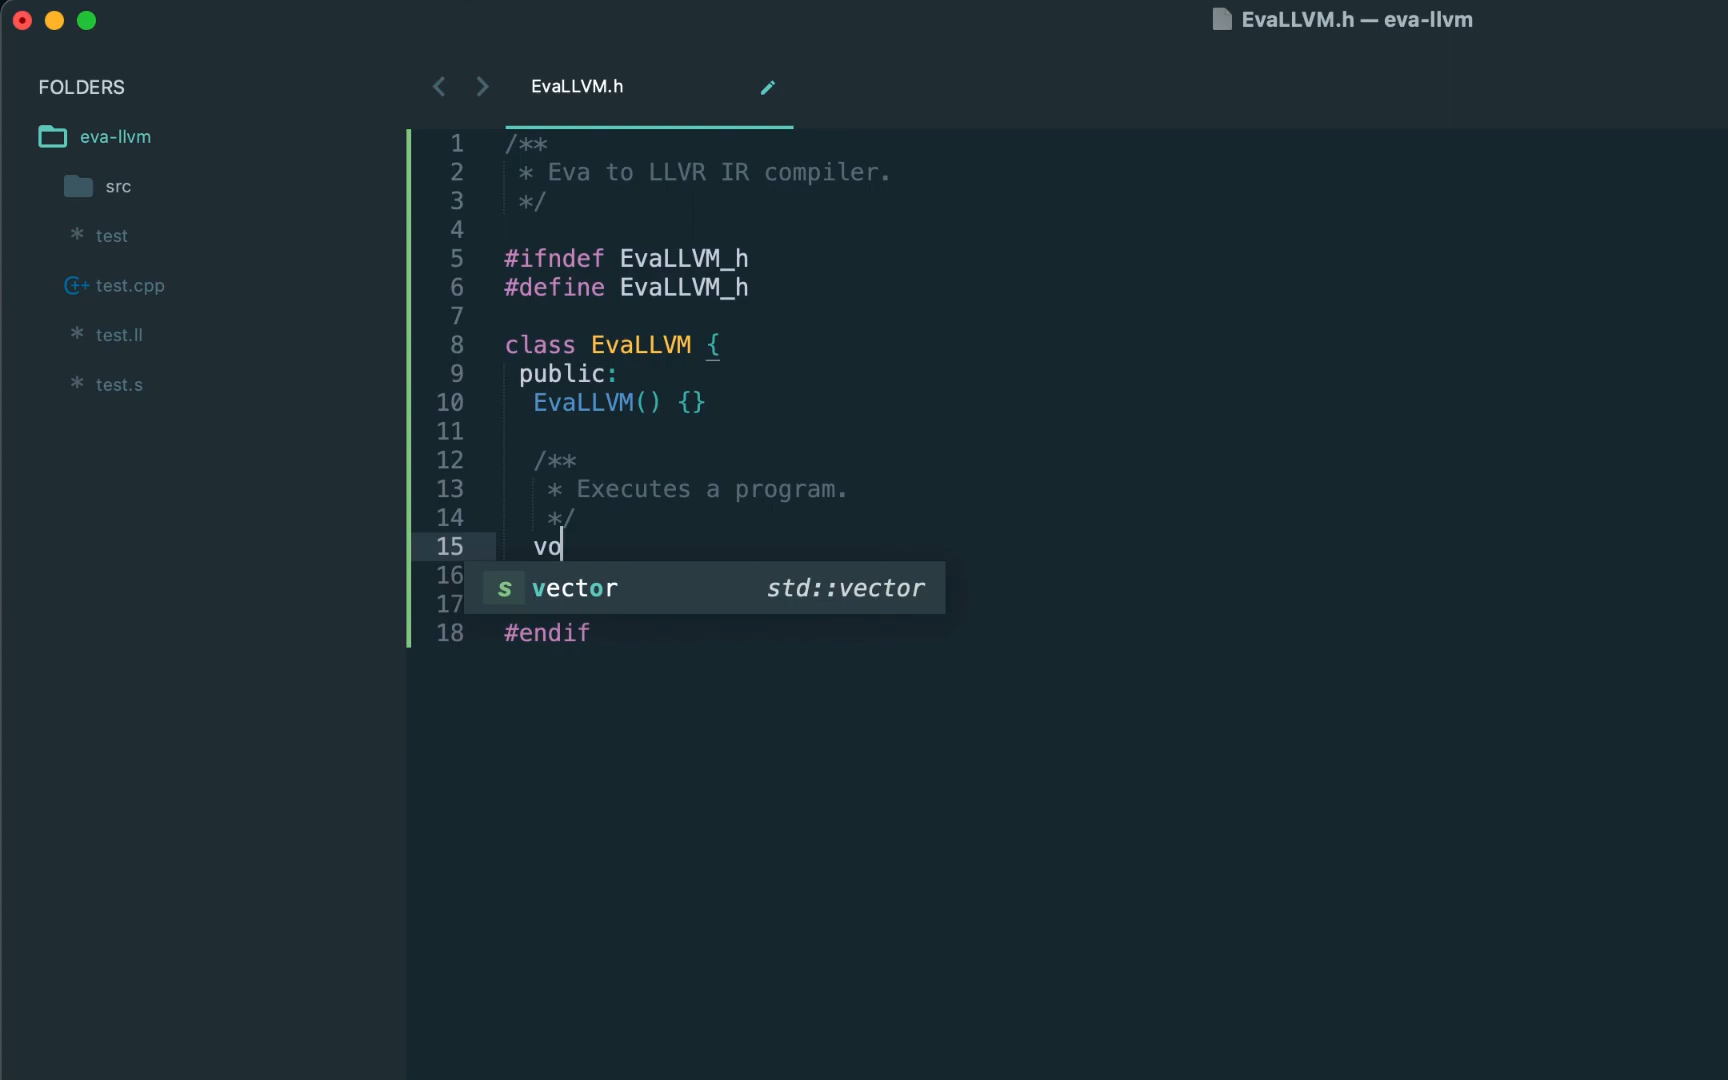 EvaLLVM.h — eva-llvm
FOLDERS
eva-llvm
src
* test
C++ test.cpp
* test.ll
* test.s
EvaLLVM.h
1 /**
2  * Eva to LLVR IR compiler.
3  */
4
5 #ifndef EvaLLVM_h
6 #define EvaLLVM_h
7
8 class EvaLLVM {
9  public:
10   EvaLLVM() {}
11
12   /**
13    * Executes a program.
14    */
15   vo
16
s vector std::vector
17
18 #endif